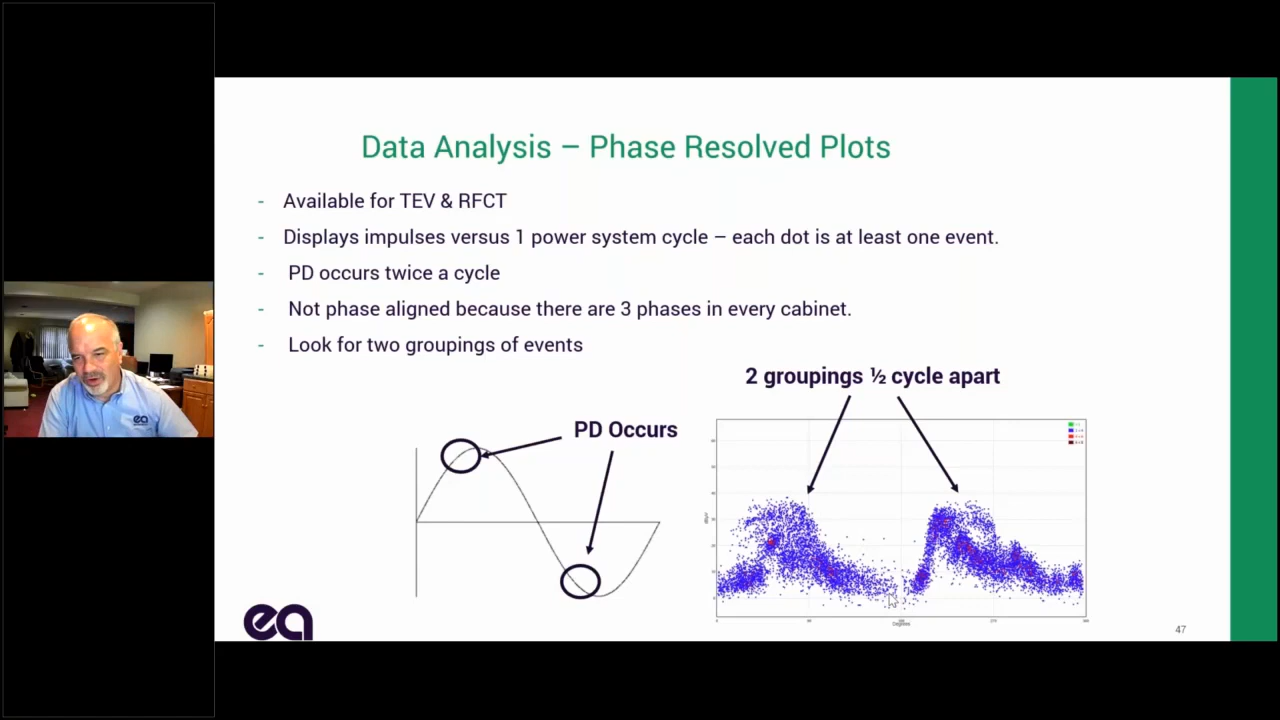 Data Analysis – Phase Resolved Plots
- Available for TEV & RFCT
- Displays impulses versus 1 power system cycle – each dot is at least one event.
- PD occurs twice a cycle
- Not phase aligned because there are 3 phases in every cabinet.
- Look for two groupings of events
2 groupings ½ cycle apart
PD Occurs
Degrees
ea
ea
47